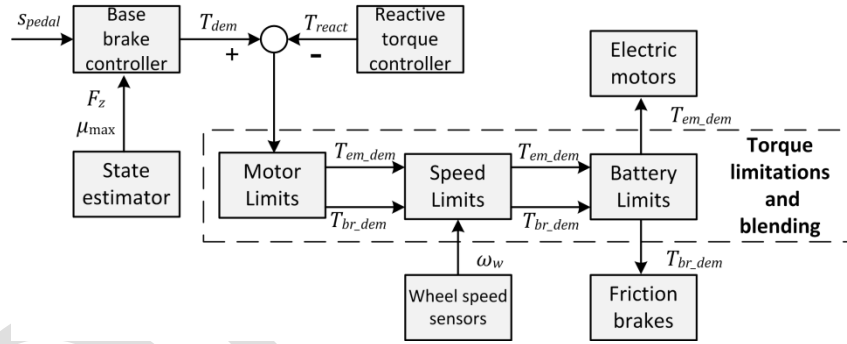 s_pedal
Base
brake
controller
T_dem
+
T_react
-
Reactive
torque
controller
Electric
motors
F_z
μ_max
T_em_dem
State
estimator
Motor
Limits
T_em_dem
T_br_dem
Speed
Limits
T_em_dem
T_br_dem
Battery
Limits
Torque
limitations
and
blending
ω_w
T_br_dem
Wheel speed
sensors
Friction
brakes